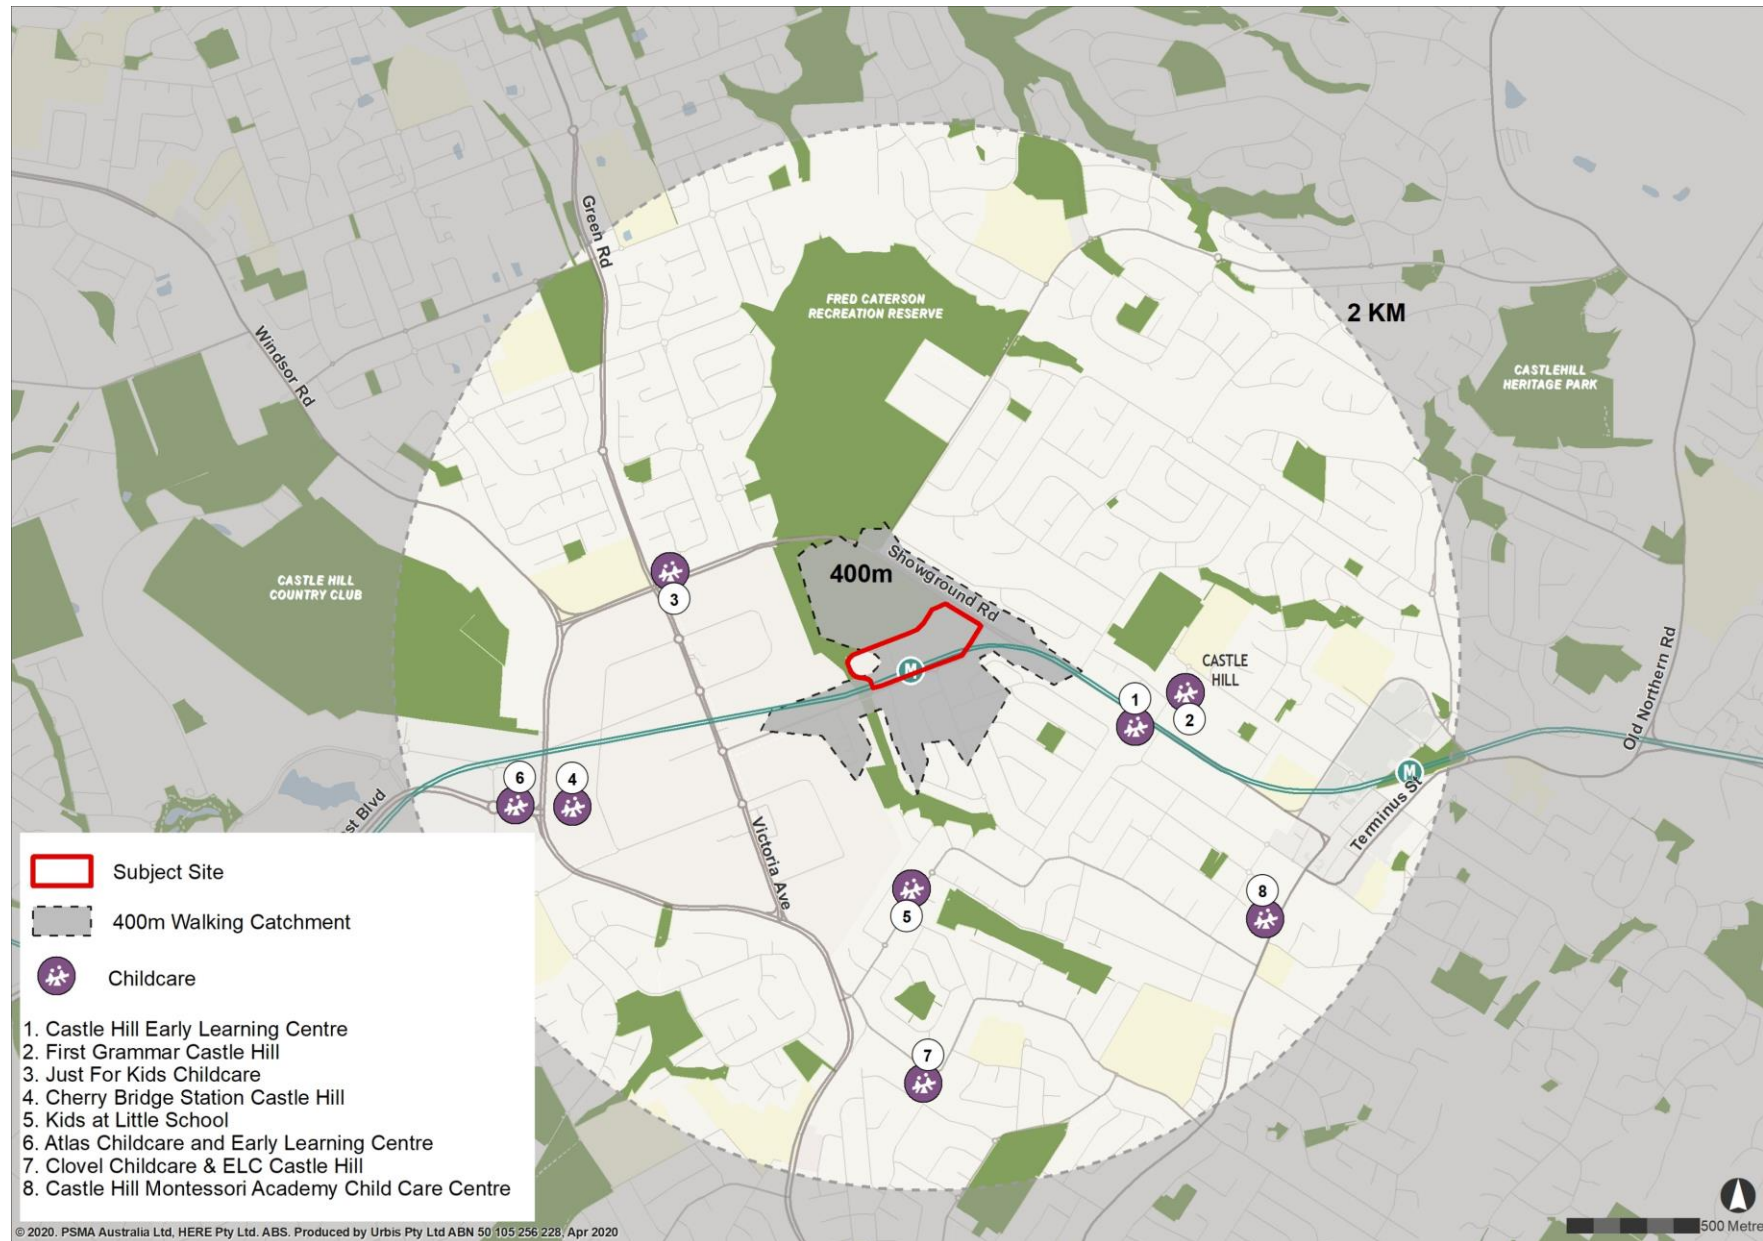 Green Rd
FRED CATERSON
RECREATION RESERVE
2 KM
Windsor Rd
CASTLEHILL
HERITAGE PARK
CASTLE HILL
COUNTRY CLUB
400m
Showground Rd
3
M
CASTLE
HILL
1
2
Old Northern Rd
M
6
4
Terminus St
st Blvd
Victoria Ave
5
8
7
Subject Site
400m Walking Catchment
Childcare
1. Castle Hill Early Learning Centre
2. First Grammar Castle Hill
3. Just For Kids Childcare
4. Cherry Bridge Station Castle Hill
5. Kids at Little School
6. Atlas Childcare and Early Learning Centre
7. Clovel Childcare & ELC Castle Hill
8. Castle Hill Montessori Academy Child Care Centre
500 Metre
© 2020. PSMA Australia Ltd, HERE Pty Ltd. ABS. Produced by Urbis Pty Ltd ABN 50 105 256 228, Apr 2020